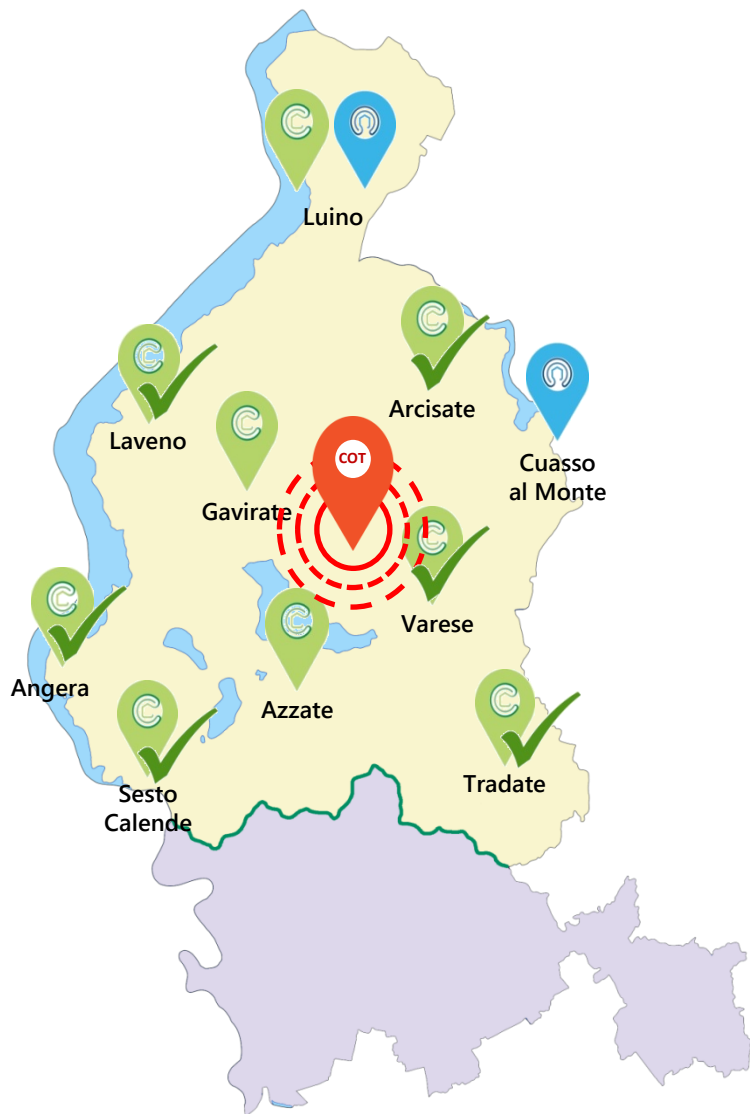 Luino
Arcisate
Laveno
COT
Cuasso
al Monte
Gavirate
Varese
Angera
Azzate
Tradate
Sesto
Calende